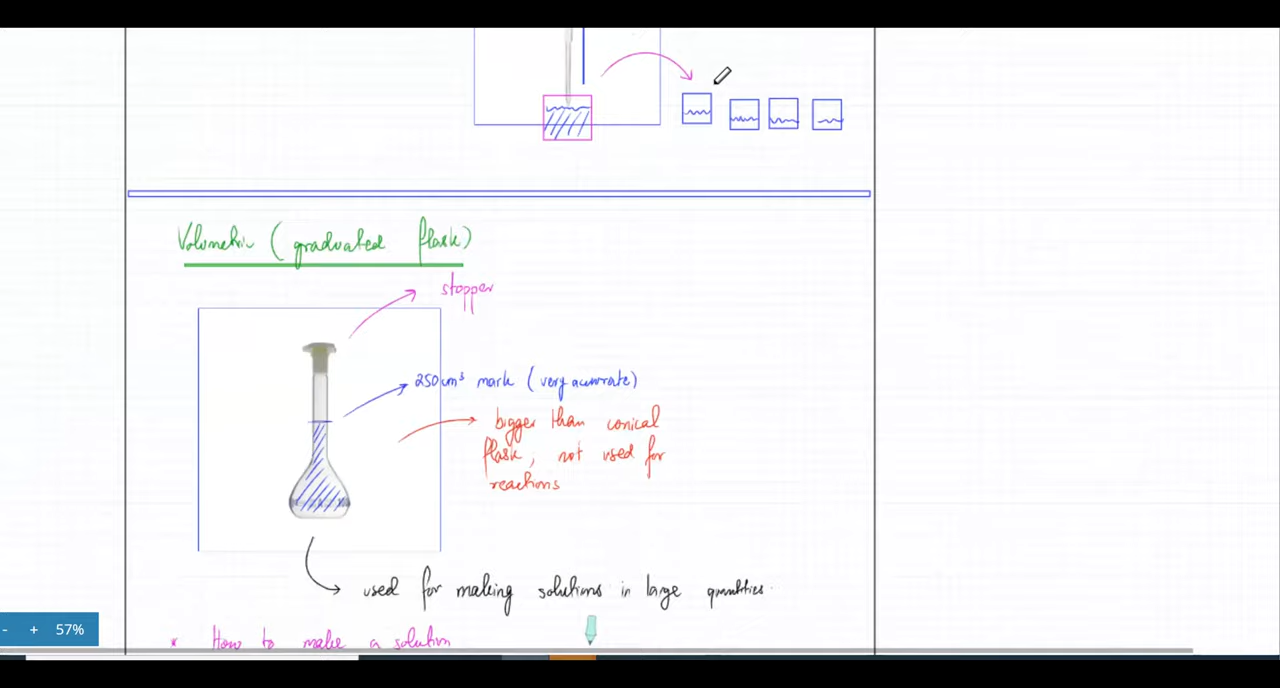 Volumetric (graduated flask)
stopper
250cm³ mark (very accurate)
bigger than conical
flask, not used for
reactions
used for making solutions in large quantities.
* How to make a solution
- + 57%